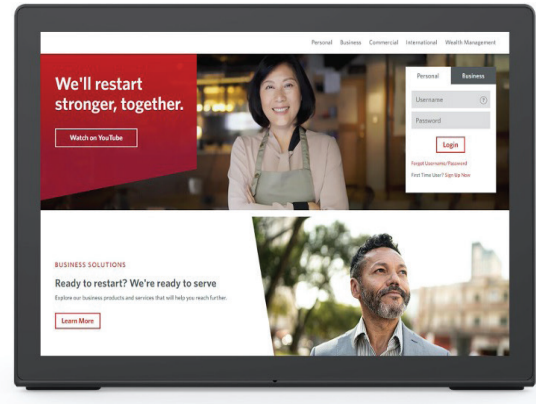 Personal Business Commercial International Wealth Management
We'll restart
stronger, together.
Watch on YouTube
Personal Business
Username
Password
Login
Forgot Username/Password
First Time User? Sign Up Now
BUSINESS SOLUTIONS
Ready to restart? We're ready to serve
Explore our business products and services that will help you reach further.
Learn More